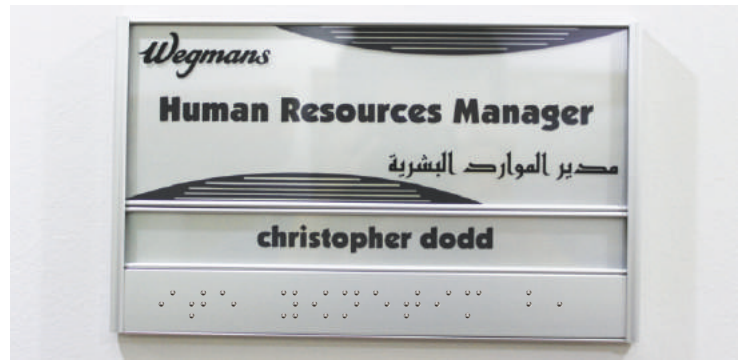 Wegmans
Human Resources Manager
مدير الموارد البشرية
christopher dodd